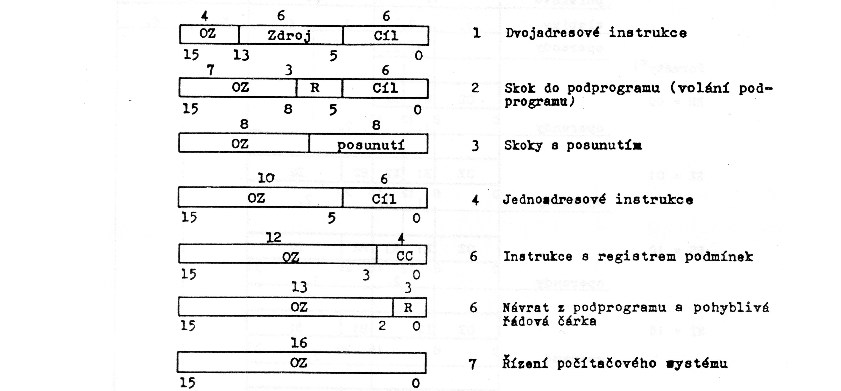 4 6 6
OZ Zdroj Cíl 1 Dvojadresové instrukce
15 13 5 0
7 3 6
OZ R Cíl 2 Skok do podprogramu (volání pod-
15 8 5 0 programu)
8 8
OZ posunutí 3 Skoky s posunutím
10 6
OZ Cíl 4 Jednoadresové instrukce
15 5 0
12 4
OZ CC 6 Instrukce s registrem podmínek
15 3 0
13 3
OZ R 6 Návrat z podprogramu a pohyblivá
15 2 0 řádová čárka
16
OZ 7 Řízení počítačového systému
15 0